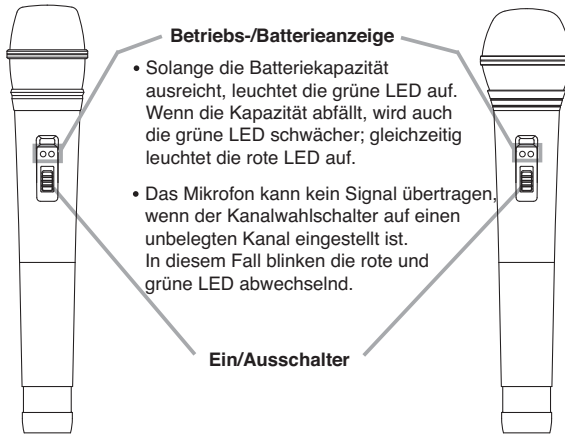 Betriebs-/Batterieanzeige
• Solange die Batteriekapazität
ausreicht, leuchtet die grüne LED auf.
Wenn die Kapazität abfällt, wird auch
die grüne LED schwächer; gleichzeitig
leuchtet die rote LED auf.
• Das Mikrofon kann kein Signal übertragen,
wenn der Kanalwahlschalter auf einen
unbelegten Kanal eingestellt ist.
In diesem Fall blinken die rote und
grüne LED abwechselnd.
Ein/Ausschalter